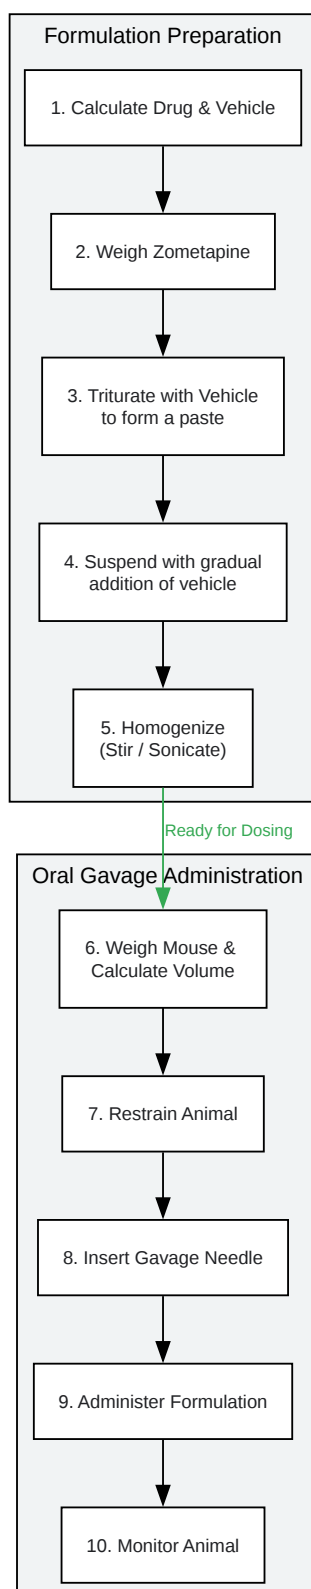 Formulation Preparation
1. Calculate Drug & Vehicle
2. Weigh Zometapine
3. Triturate with Vehicle
to form a paste
4. Suspend with gradual
addition of vehicle
5. Homogenize
(Stir / Sonicate)
Ready for Dosing
Oral Gavage Administration
6. Weigh Mouse &
Calculate Volume
7. Restrain Animal
8. Insert Gavage Needle
9. Administer Formulation
10. Monitor Animal